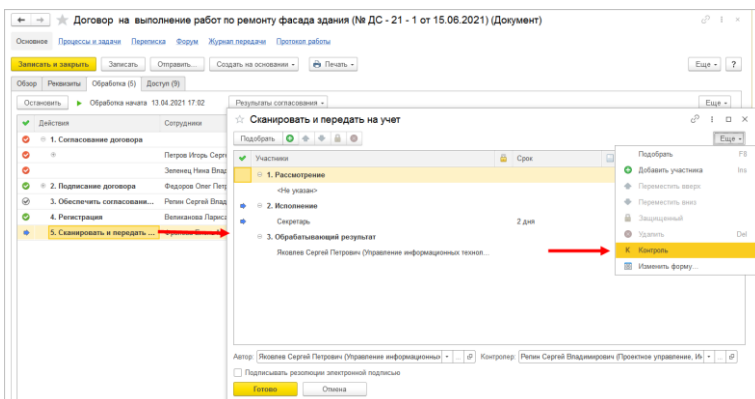 Договор на выполнение работ по ремонту фасада здания (№ ДС - 21 - 1 от 15.06.2021) (Документ)
Основное Процессы и задачи Переписка Форум Журнал передачи Протокол работы
Записать и закрыть Записать Отправить... Создать на основании Печать Еще ?
Обзор Реквизиты Обработка (5) Доступ (9)
Остановить Обработка начата 13.04.2021 17:02 Результаты согласования Еще
Действия Сотрудники
1. Согласование договора
Петров Игорь Серге
Зеленец Нина Влад
2. Подписание договора Федоров Олег Петр
3. Обеспечить согласовани... Репин Сергей Влад
4. Регистрация Великанова Лариса
5. Сканировать и передать ...
Сканировать и передать на учет
Подобрать Еще
Участники Срок
1. Рассмотрение
<Не указан>
2. Исполнение
Секретарь 2 дня
3. Обрабатывающий результат
Яковлев Сергей Петрович (Управление информационных технол...
Подобрать F8
Добавить участника Ins
Переместить вверх
Переместить вниз
Защищенный
Удалить Del
К Контроль
Изменить форму...
Автор: Яковлев Сергей Петрович (Управление информационных Контролер: Репин Сергей Владимирович (Проектное управление, Ин
Подписывать резолюции электронной подписью
Готово Отмена